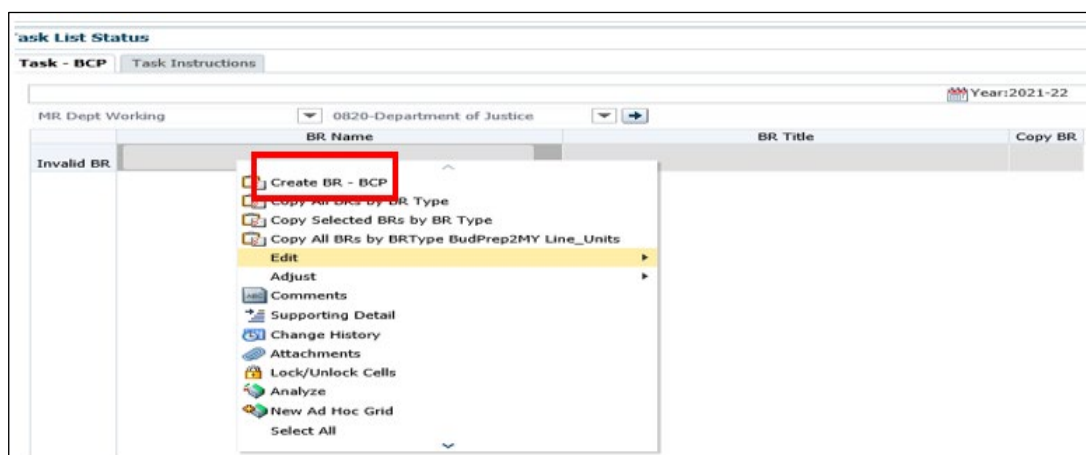 ask List Status
Task - BCP Task Instructions
Year:2021-22
MR Dept Working 0820-Department of Justice
BR Name BR Title Copy BR
Invalid BR
Create BR - BCP
Copy All BRs by BR Type
Copy Selected BRs by BR Type
Copy All BRs by BRType BudPrep2MY Line_Units
Edit
Adjust
Comments
Supporting Detail
Change History
Attachments
Lock/Unlock Cells
Analyze
New Ad Hoc Grid
Select All